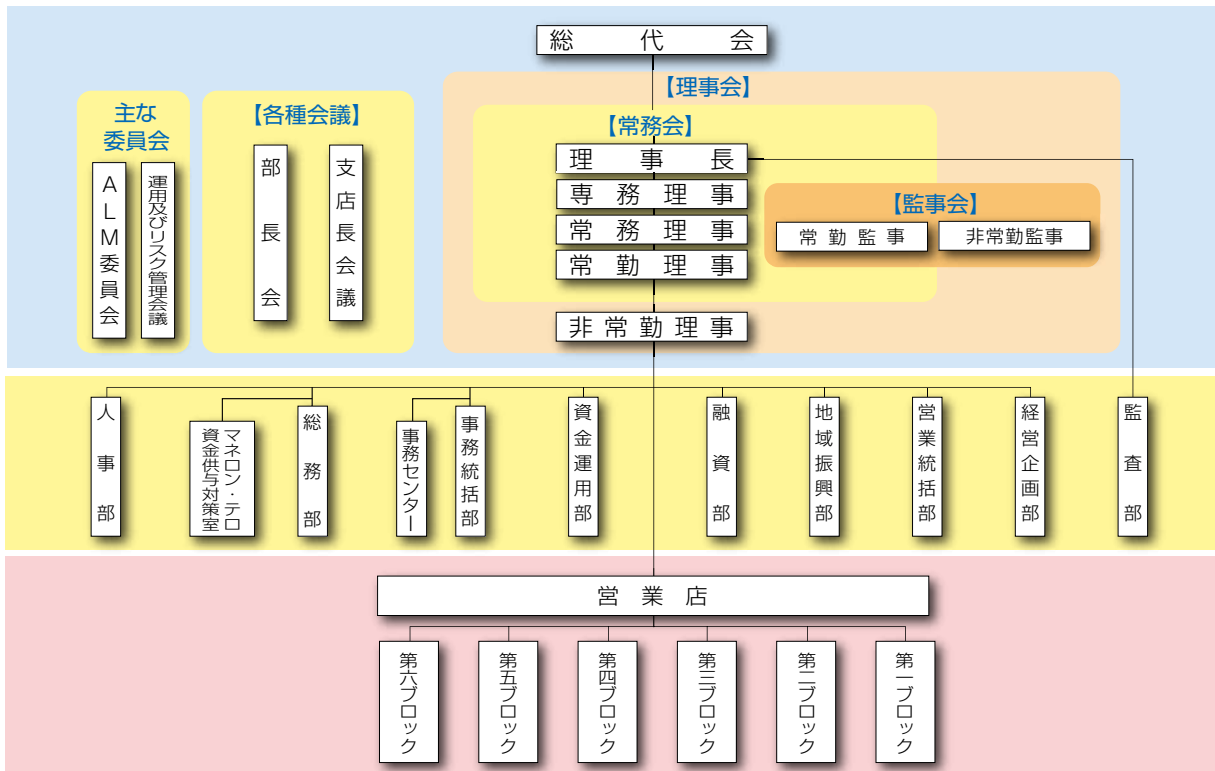 総代会
【理事会】
主な
委員会
ALM委員会
運用及びリスク管理会議
【各種会議】
部長会
支店長会議
【常務会】
理事長
専務理事
常務理事
常勤理事
非常勤理事
【監事会】
常勤監事
非常勤監事
人事部
マネロン・テロ
資金供与対策室
総務部
事務センター
事務統括部
資金運用部
融資部
地域振興部
営業統括部
経営企画部
監査部
営業店
第六ブロック
第五ブロック
第四ブロック
第三ブロック
第二ブロック
第一ブロック